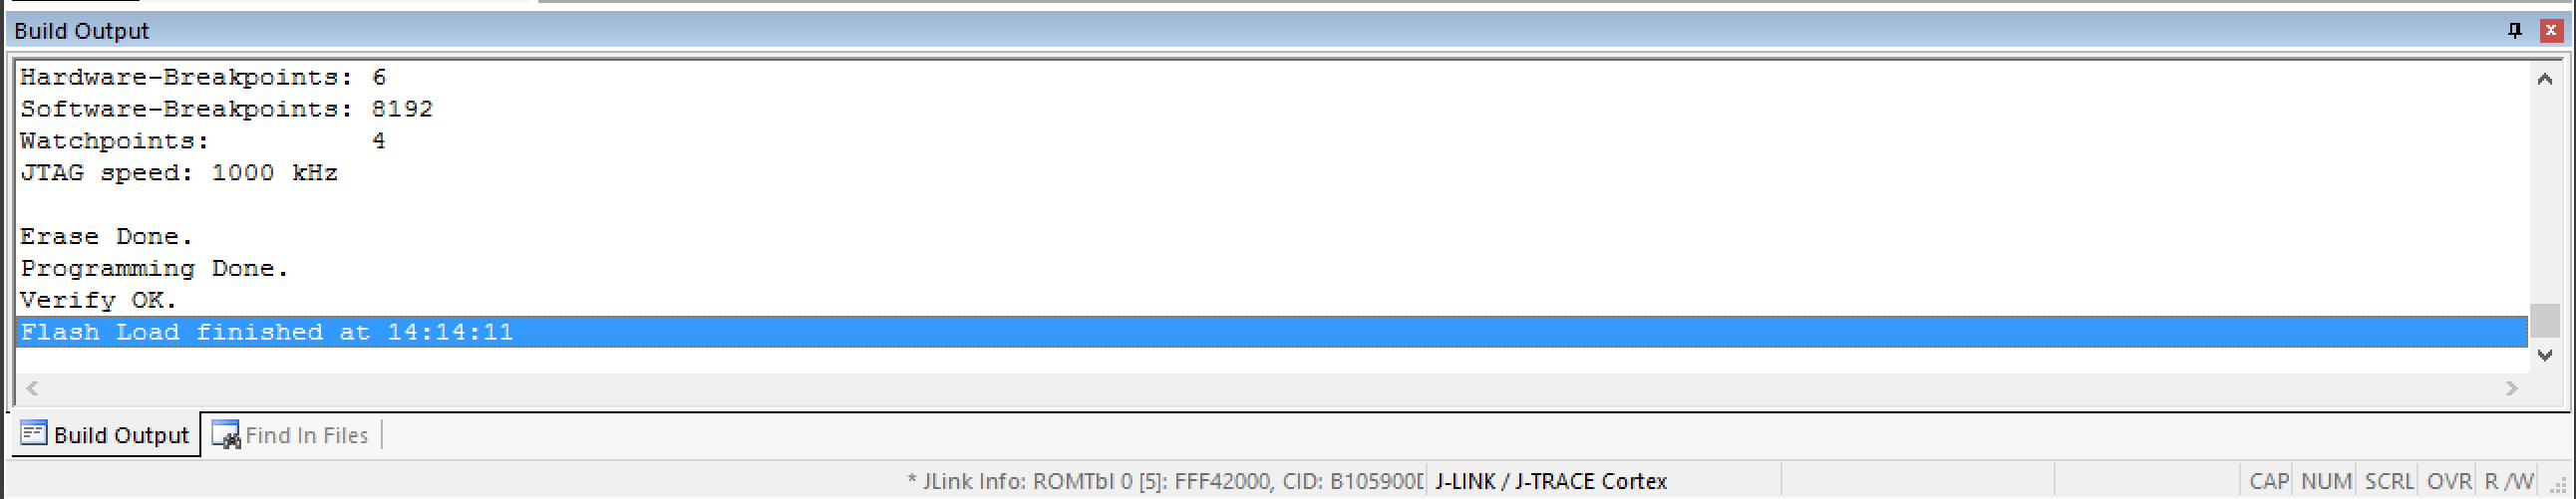 Build Output
Hardware-Breakpoints: 6
Software-Breakpoints: 8192
Watchpoints: 4
JTAG speed: 1000 kHz
Erase Done.
Programming Done.
Verify OK.
Flash Load finished at 14:14:11
Build Output Find In Files
* JLink Info: ROMTbl 0 [5]: FFF42000, CID: B105900D J-LINK / J-TRACE Cortex CAP NUM SCRL OVR R /W